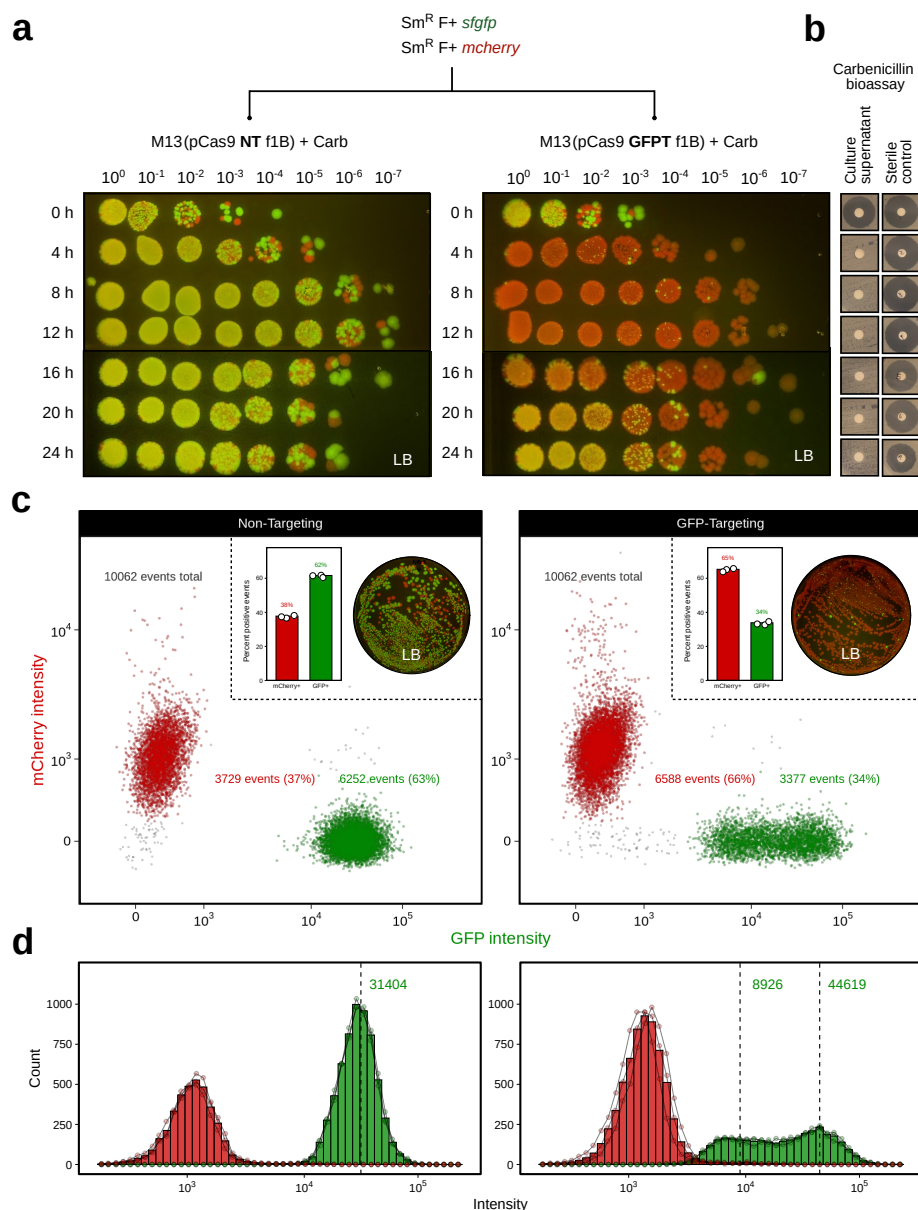 a
Sm^R F+ sfgfp
Sm^R F+ mcherry
b
Carbenicillin
bioassay
Culture
supernatant
Sterile
control
M13(pCas9 NT f1B) + Carb
M13(pCas9 GFPT f1B) + Carb
10^0 10^-1 10^-2 10^-3 10^-4 10^-5 10^-6 10^-7
10^0 10^-1 10^-2 10^-3 10^-4 10^-5 10^-6 10^-7
0 h
4 h
8 h
12 h
16 h
20 h
24 h
LB
0 h
4 h
8 h
12 h
16 h
20 h
24 h
LB
c
Non-Targeting
10062 events total
Percent positive events
60
40
20
0
38%
62%
mCherry+
GFP+
LB
3729 events (37%)
6252 events (63%)
mCherry intensity
10^4
10^3
0
0 10^3 10^4 10^5
GFP-Targeting
10062 events total
Percent positive events
60
40
20
0
65%
34%
mCherry+
GFP+
LB
6588 events (66%)
3377 events (34%)
10^4
10^3
0
0 10^3 10^4 10^5
GFP intensity
d
31404
Count
1000
750
500
250
0
10^3 10^4 10^5
8926
44619
1000
750
500
250
0
10^3 10^4 10^5
Intensity